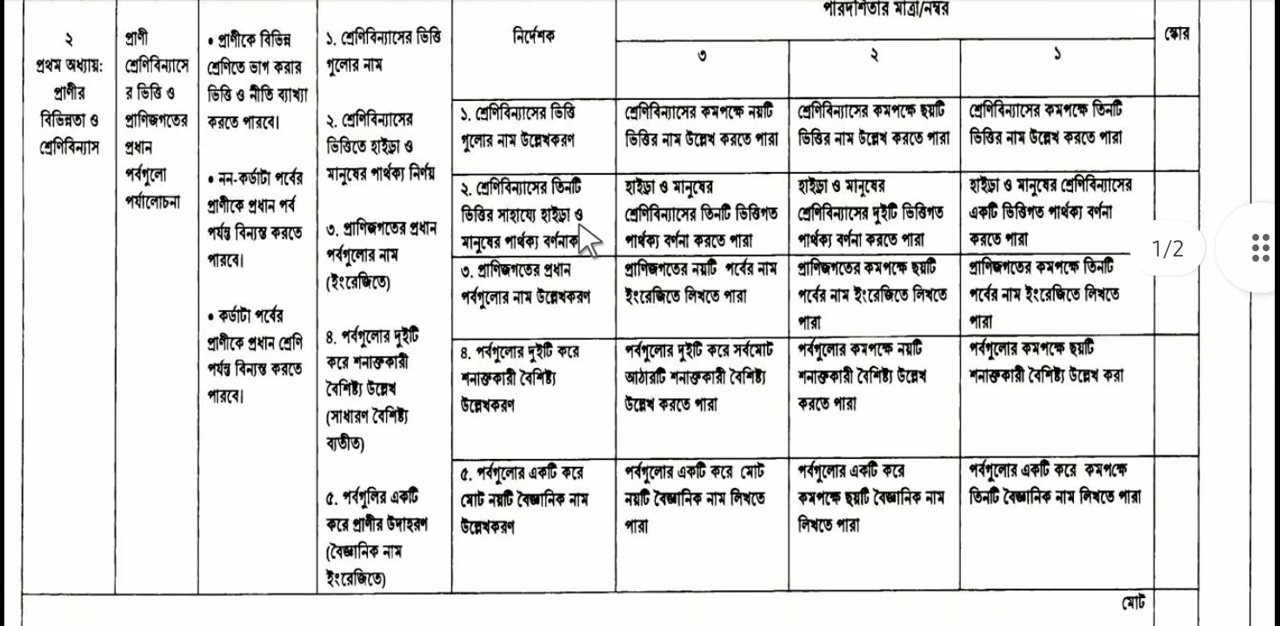 পারদর্শিতার মাত্রা/নম্বর
২
প্রথম অধ্যায়:
প্রাণীর
বিভিন্নতা ও
শ্রেণিবিন্যাস
প্রাণী
শ্রেণিবিন্যাসে
র ভিত্তি ও
প্রাণিজগতের
প্রধান
পর্বগুলো
পর্যালোচনা
• প্রাণীকে বিভিন্ন
শ্রেণিতে ভাগ করার
ভিত্তি ও নীতি ব্যাখ্যা
করতে পারবে।
• নন-কর্ডাটা পর্বের
প্রাণীকে প্রধান পর্ব
পর্যন্ত বিন্যস্ত করতে
পারবে।
• কর্ডাটা পর্বের
প্রাণীকে প্রধান শ্রেণি
পর্যন্ত বিন্যস্ত করতে
পারবে।
১. শ্রেণিবিন্যাসের ভিত্তি
গুলোর নাম
২. শ্রেণিবিন্যাসের
ভিত্তিতে হাইড্রা ও
মানুষের পার্থক্য নির্ণয়
৩. প্রাণিজগতের প্রধান
পর্বগুলোর নাম
(ইংরেজিতে)
৪. পর্বগুলোর দুইটি
করে শনাক্তকারী
বৈশিষ্ট্য উল্লেখ
(সাধারণ বৈশিষ্ট্য
ব্যতীত)
৫. পর্বগুলির একটি
করে প্রাণীর উদাহরণ
(বৈজ্ঞানিক নাম
ইংরেজিতে)
নির্দেশক
৩
২
১
স্কোর
১. শ্রেণিবিন্যাসের ভিত্তি
গুলোর নাম উল্লেখকরণ
শ্রেণিবিন্যাসের কমপক্ষে নয়টি
ভিত্তির নাম উল্লেখ করতে পারা
শ্রেণিবিন্যাসের কমপক্ষে ছয়টি
ভিত্তির নাম উল্লেখ করতে পারা
শ্রেণিবিন্যাসের কমপক্ষে তিনটি
ভিত্তির নাম উল্লেখ করতে পারা
২. শ্রেণিবিন্যাসের তিনটি
ভিত্তির সাহায্যে হাইড্রা ও
মানুষের পার্থক্য বর্ণনাক
হাইড্রা ও মানুষের
শ্রেণিবিন্যাসের তিনটি ভিত্তিগত
পার্থক্য বর্ণনা করতে পারা
হাইড্রা ও মানুষের
শ্রেণিবিন্যাসের দুইটি ভিত্তিগত
পার্থক্য বর্ণনা করতে পারা
হাইড্রা ও মানুষের শ্রেণিবিন্যাসের
একটি ভিত্তিগত পার্থক্য বর্ণনা
করতে পারা
1/2
৩. প্রাণিজগতের প্রধান
পর্বগুলোর নাম উল্লেখকরণ
প্রাণিজগতের নয়টি পর্বের নাম
ইংরেজিতে লিখতে পারা
প্রাণিজগতের কমপক্ষে ছয়টি
পর্বের নাম ইংরেজিতে লিখতে
পারা
প্রাণিজগতের কমপক্ষে তিনটি
পর্বের নাম ইংরেজিতে লিখতে
পারা
৪. পর্বগুলোর দুইটি করে
শনাক্তকারী বৈশিষ্ট্য
উল্লেখকরণ
পর্বগুলোর দুইটি করে সর্বমোট
আঠারটি শনাক্তকারী বৈশিষ্ট্য
উল্লেখ করতে পারা
পর্বগুলোর কমপক্ষে নয়টি
শনাক্তকারী বৈশিষ্ট্য উল্লেখ
করতে পারা
পর্বগুলোর কমপক্ষে ছয়টি
শনাক্তকারী বৈশিষ্ট্য উল্লেখ করা
৫. পর্বগুলোর একটি করে
মোট নয়টি বৈজ্ঞানিক নাম
উল্লেখকরণ
পর্বগুলোর একটি করে মোট
নয়টি বৈজ্ঞানিক নাম লিখতে
পারা
পর্বগুলোর একটি করে
কমপক্ষে ছয়টি বৈজ্ঞানিক নাম
লিখতে পারা
পর্বগুলোর একটি করে কমপক্ষে
তিনটি বৈজ্ঞানিক নাম লিখতে পারা
মোট